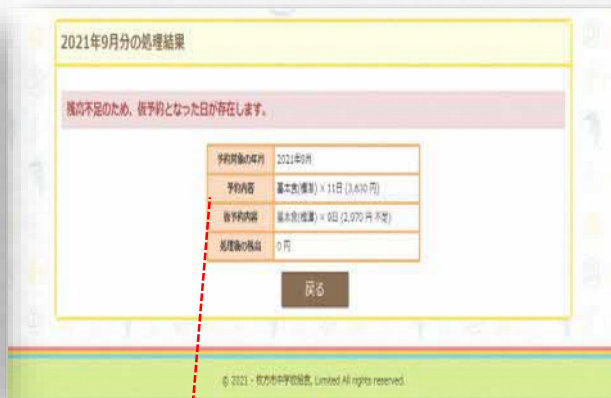 2021年9月分の処理結果
残高不足のため、仮予約となった日が存在します。
予約対象の年月 2021年9月
予約内容 基本食(標準) × 11日 (3,630 円)
仮予約内容 基本食(標準) × 9日 (2,970 円 不足)
処理後の残高 0 円
戻る
© 2021 - 枚方市中学校給食, Limited All rights reserved.